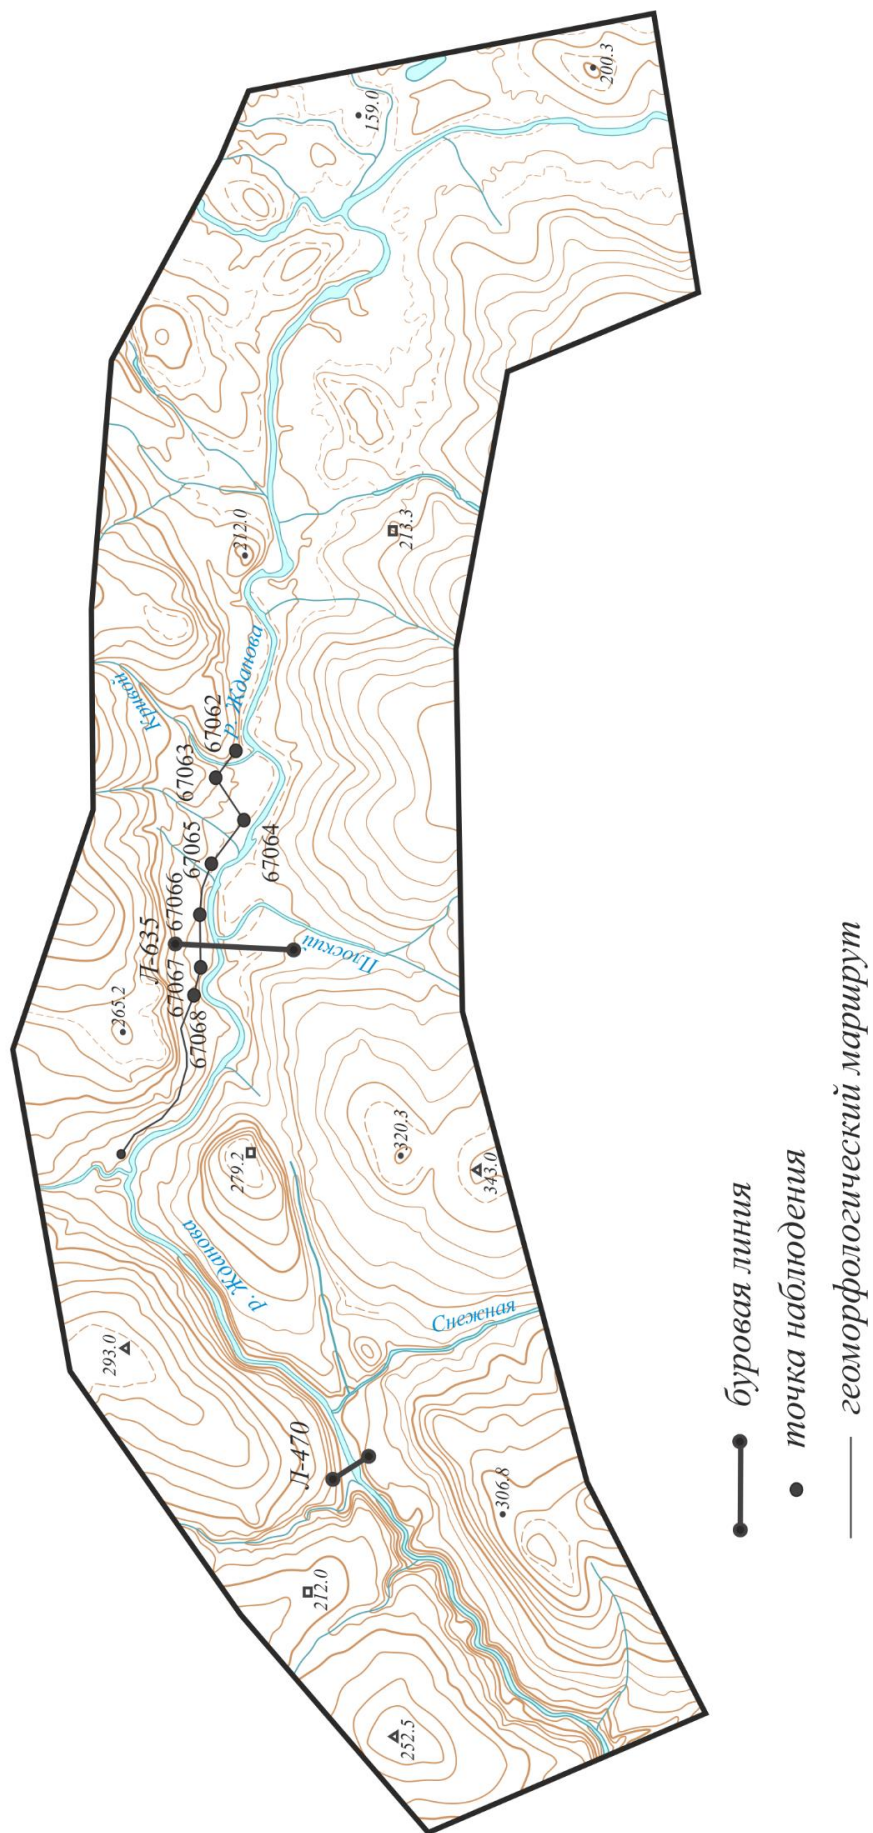 252.5
212.0
Л-470
306.8
293.0
Снежная
р. Жданова
279.2
343.0
320.3
265.2
67068
67067
Л-635
67066
Плоский
67065
67064
67063
67062
р. Жданова
Кривой
212.0
213.3
159.0
200.3
буровая линия
точка наблюдения
геоморфологический маршрут